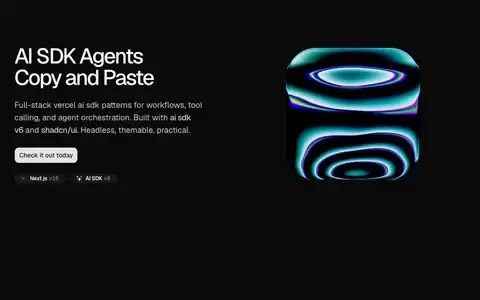 AI SDK Agents
Copy and Paste
Full-stack vercel ai sdk patterns for workflows, tool
calling, and agent orchestration. Built with ai sdk
v6 and shadcn/ui. Headless, themable, practical.
Check it out today
Next.js v16
AI SDK v6